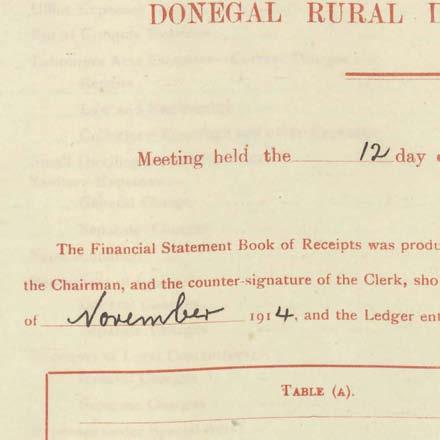 DONEGAL RURAL
Meeting held the 12 day
The Financial Statement Book of Receipts was produ
the Chairman, and the counter-signature of the Clerk, sho
of November 1914, and the Ledger ent
TABLE (A).